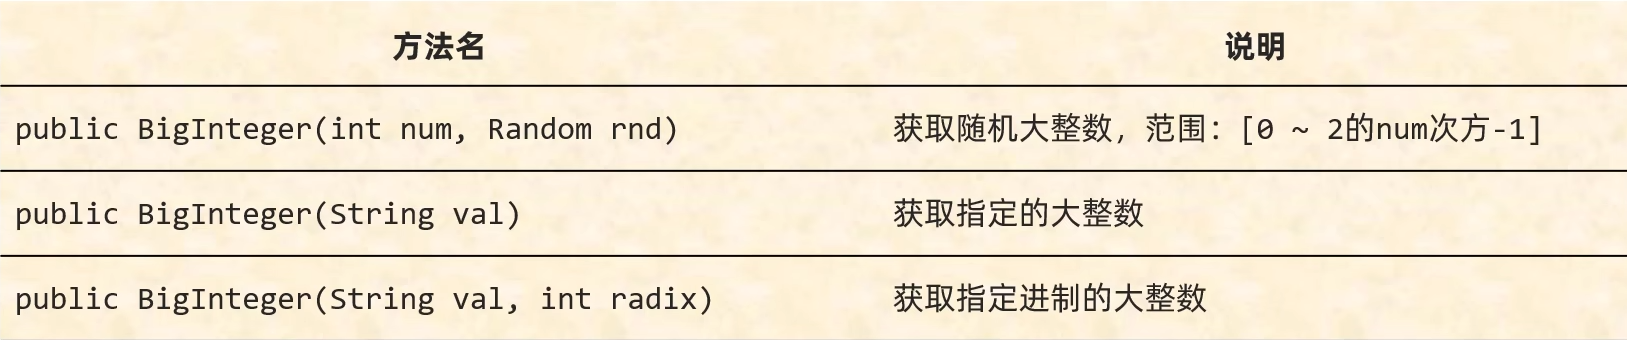 方法名 说明
public BigInteger(int num, Random rnd) 获取随机大整数，范围：[0 ~ 2的num次方-1]
public BigInteger(String val) 获取指定的大整数
public BigInteger(String val, int radix) 获取指定进制的大整数